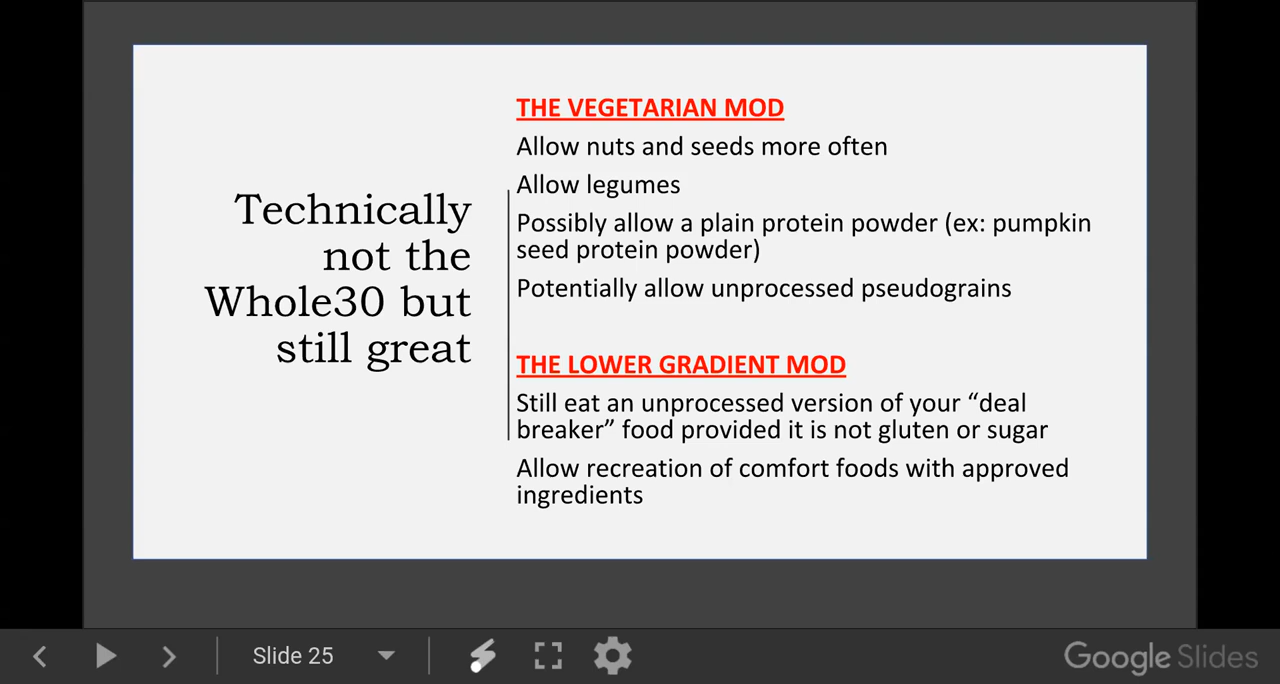 Technically
not the
Whole30 but
still great
THE VEGETARIAN MOD
Allow nuts and seeds more often
Allow legumes
Possibly allow a plain protein powder (ex: pumpkin
seed protein powder)
Potentially allow unprocessed pseudograins
THE LOWER GRADIENT MOD
Still eat an unprocessed version of your “deal
breaker” food provided it is not gluten or sugar
Allow recreation of comfort foods with approved
ingredients
Slide 25
Google Slides